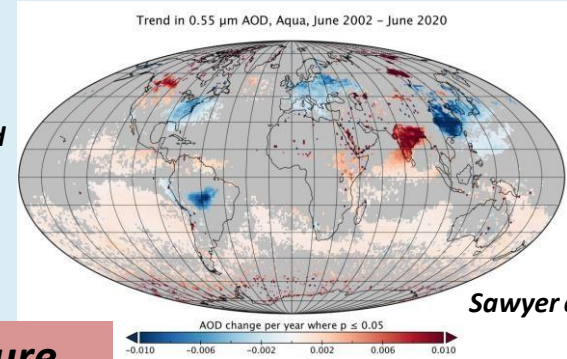 Trend in 0.55 µm AOD, Aqua, June 2002 – June 2020
d
Sawyer e
AOD change per year where p ≤ 0.05
-0.010 -0.006 -0.002 0.002 0.006 0.010
ure